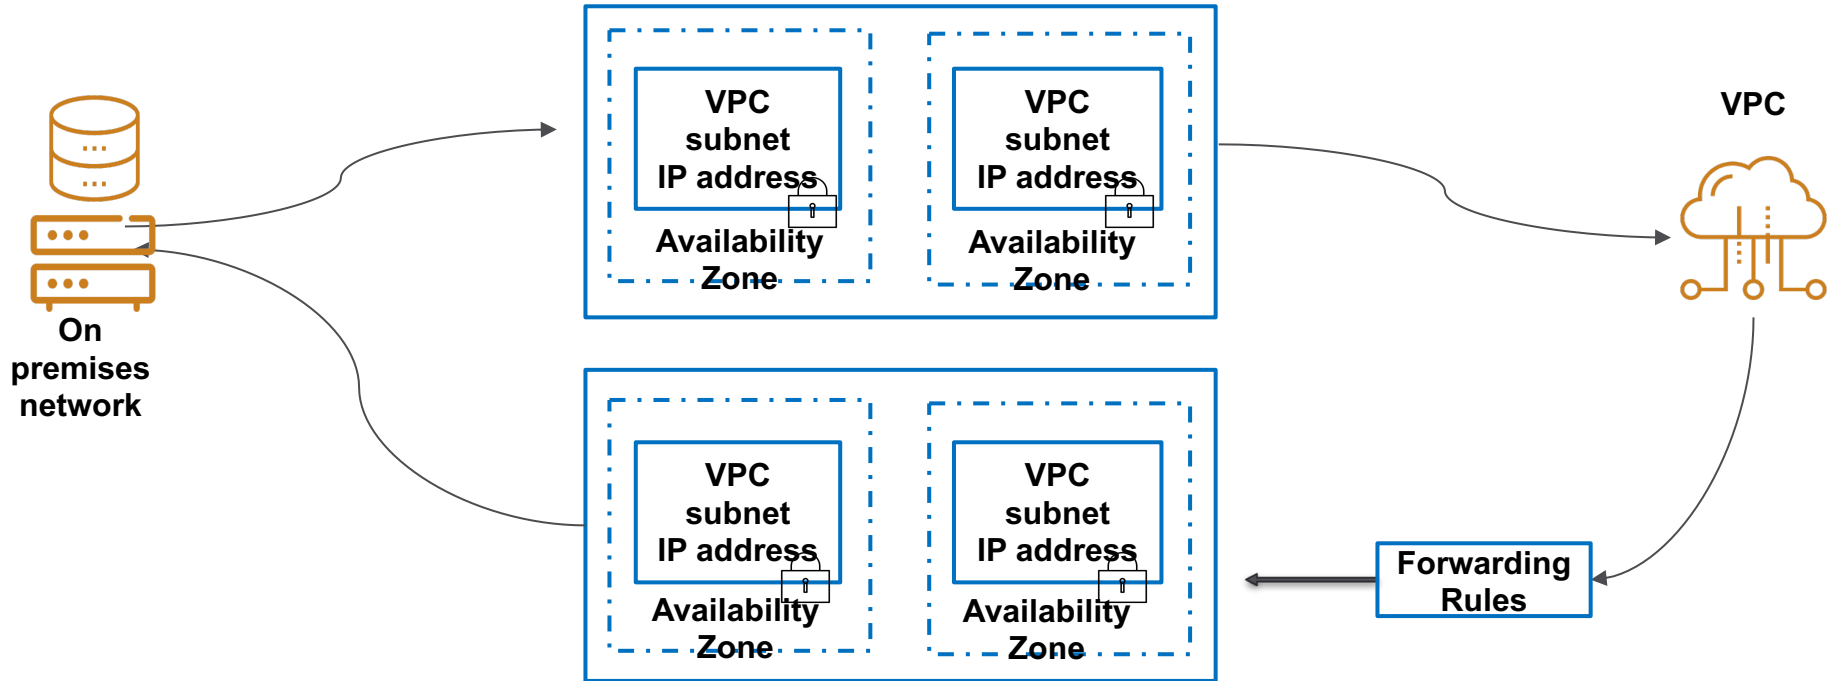 VPC
subnet
IP address
Availability
Zone
VPC
subnet
IP address
Availability
Zone
VPC
On
premises
network
VPC
subnet
IP address
Availability
Zone
VPC
subnet
IP address
Availability
Zone
Forwarding
Rules